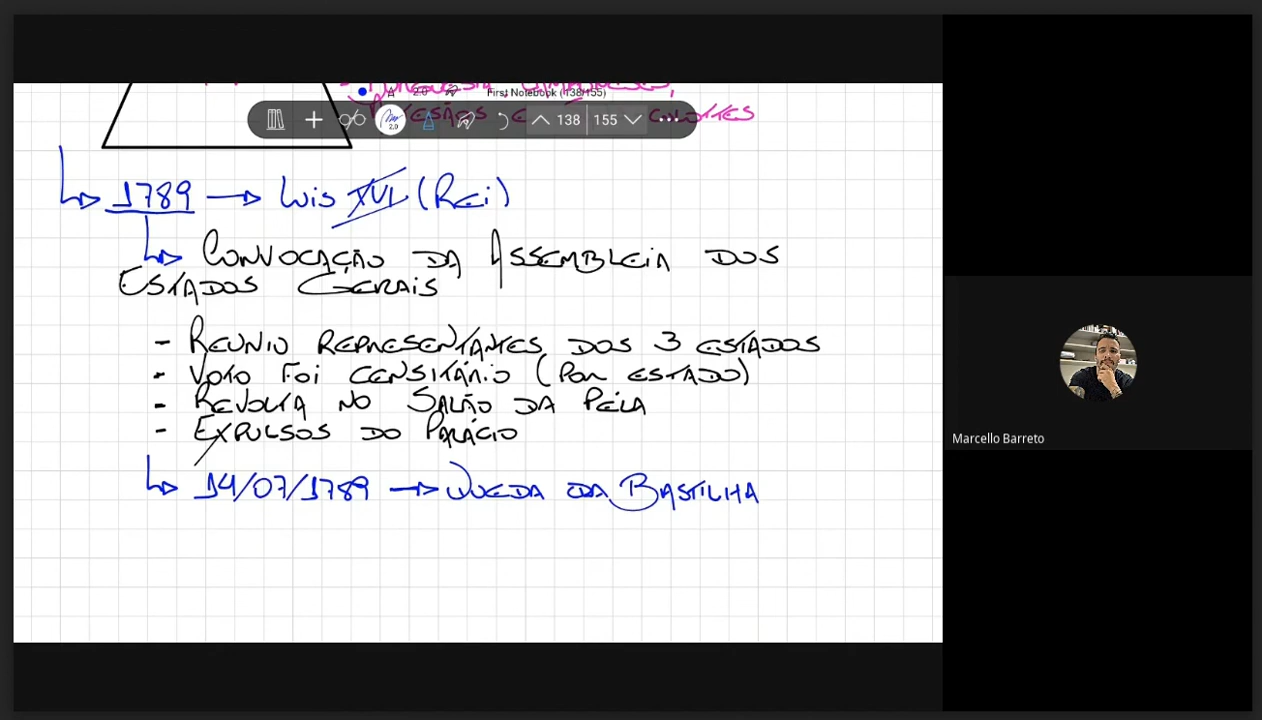 First Notebook (138/155)
138 155
2,0
1789 → Luis XVI (REI)
CONVOCAÇÃO DA ASSEMBLEIA DOS
ESTADOS GERAIS
- REUNIU REPRESENTANTES DOS 3 ESTADOS
- VOTO FOI CENSITÁRIO (POR ESTADO)
- REVOLTA NO SALÃO DA PÉLA
- EXPULSOS DO PALÁCIO
14/07/1789 → QUEDA DA BASTILHA
Marcello Barreto